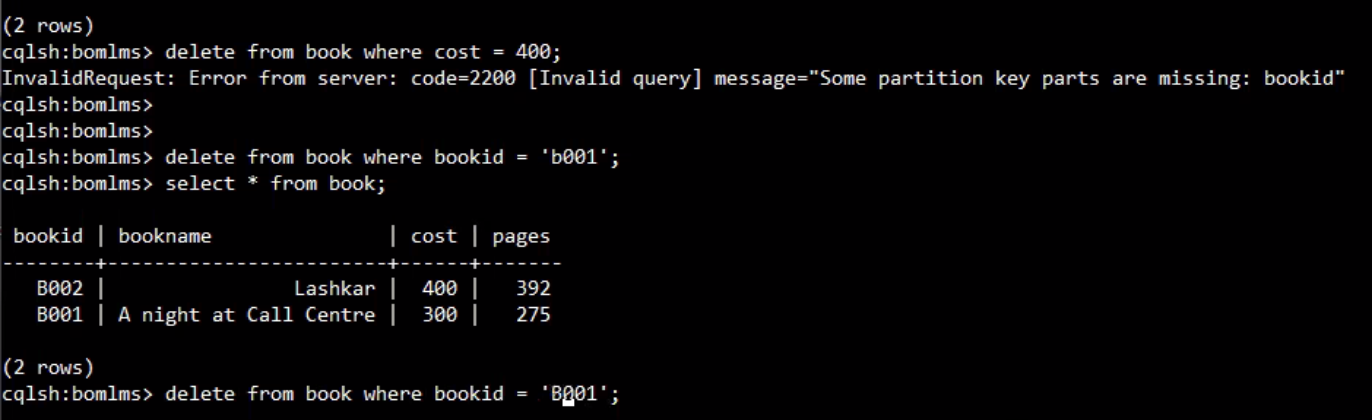 (2 rows)
cqlsh:bomlms> delete from book where cost = 400;
InvalidRequest: Error from server: code=2200 [Invalid query] message="Some partition key parts are missing: bookid"
cqlsh:bomlms>
cqlsh:bomlms>
cqlsh:bomlms> delete from book where bookid = 'b001';
cqlsh:bomlms> select * from book;
 bookid | bookname                | cost | pages
--------+-------------------------+------+-------
   B002 |                 Lashkar |  400 |   392
   B001 | A night at Call Centre |  300 |   275
(2 rows)
cqlsh:bomlms> delete from book where bookid = 'B001';